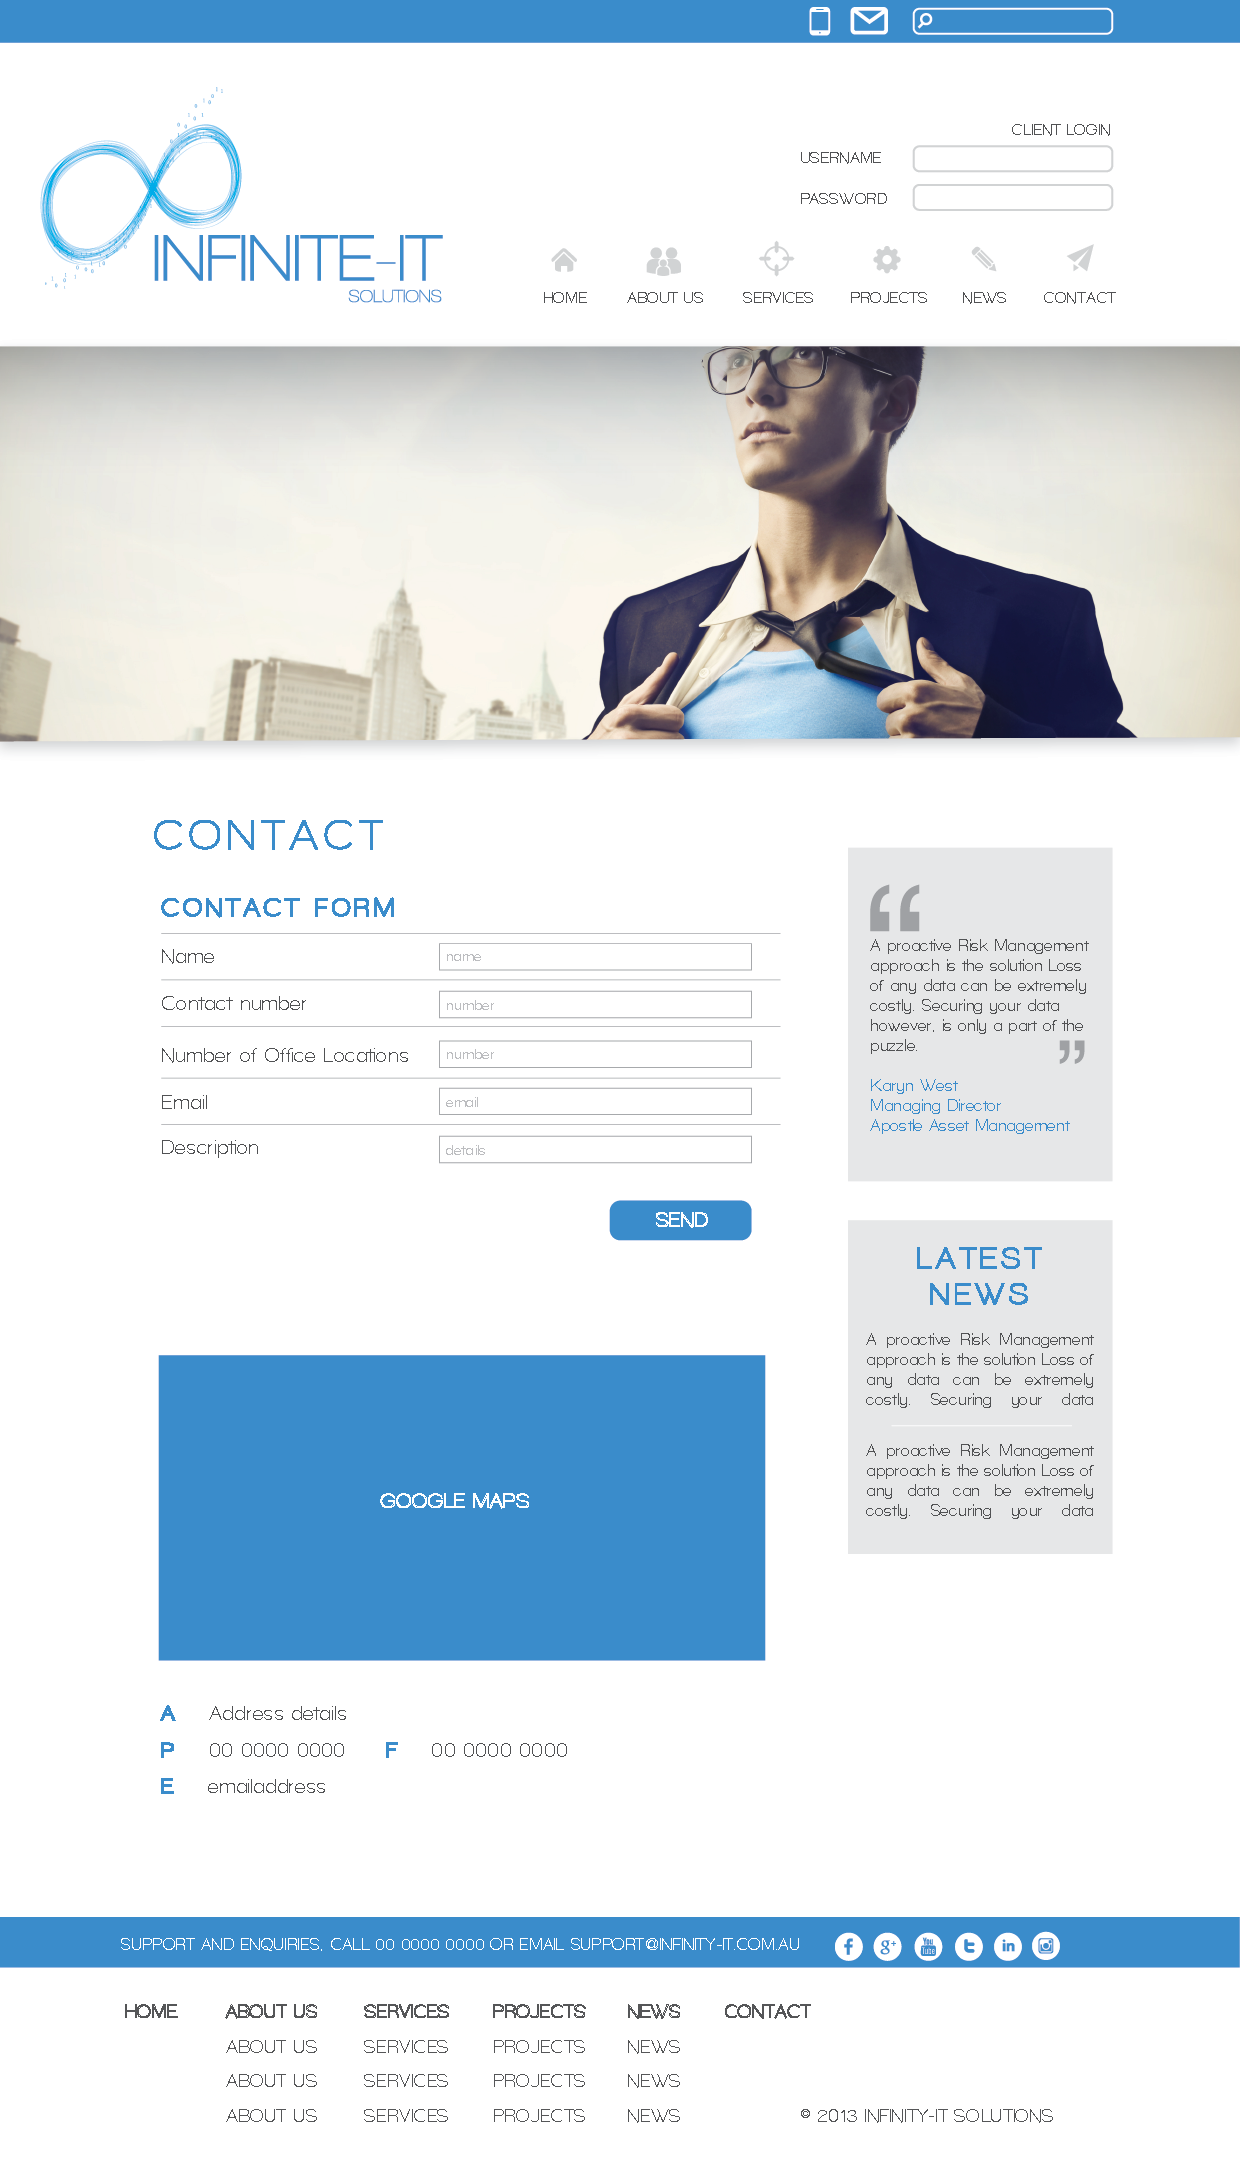 CLIENT LOGIN
USERNAME
PASSWORD
INFINITE-IT
SOLUTIONS
HOME ABOUT US SERVICES PROJECTS NEWS CONTACT
CONTACT
CONTACT FORM
Name name
Contact number number
Number of Office Locations number
Email email
Description details
SEND
GOOGLE MAPS
A Address details
P 00 0000 0000 F 00 0000 0000
E emailaddress
“
A proactive Risk Management
approach is the solution Loss
of any data can be extremely
costly. Securing your data
however, is only a part of the
puzzle. ”
Karyn West
Managing Director
Apostle Asset Management
LATEST
NEWS
A proactive Risk Management
approach is the solution Loss of
any data can be extremely
costly. Securing your data
A proactive Risk Management
approach is the solution Loss of
any data can be extremely
costly. Securing your data
SUPPORT AND ENQUIRIES, CALL 00 0000 0000 OR EMAIL SUPPORT@INFINITY-IT.COM.AU
HOME ABOUT US SERVICES PROJECTS NEWS CONTACT
ABOUT US SERVICES PROJECTS NEWS
ABOUT US SERVICES PROJECTS NEWS
ABOUT US SERVICES PROJECTS NEWS
© 2013 INFINITY-IT SOLUTIONS